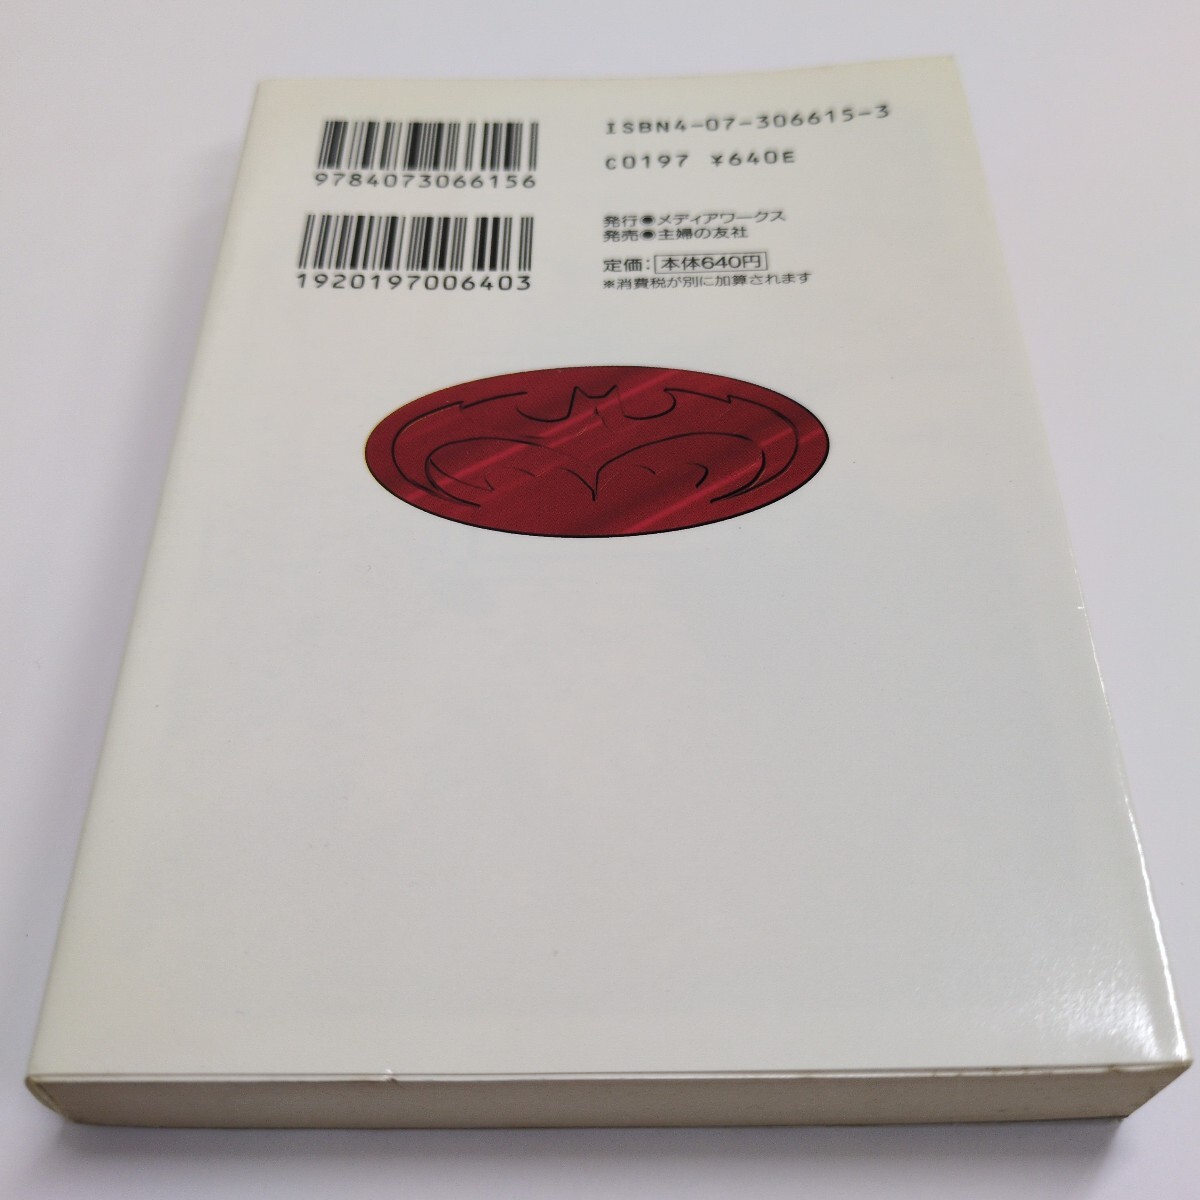 9784073066156
1920197006403
ISBN4-07-306615-3
C0197 ¥640E
発行●メディアワークス
発売●主婦の友社
定価：本体640円
※消費税が別に加算されます